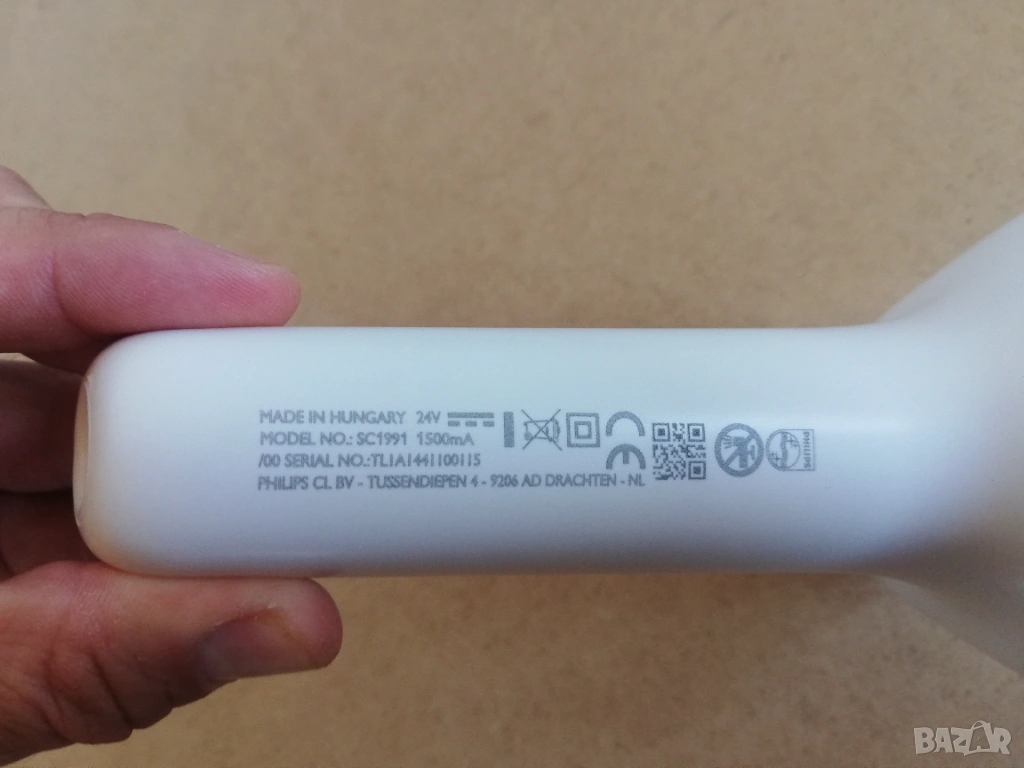 MADE IN HUNGARY 24V
MODEL NO.: SC1991 1500mA
/00 SERIAL NO.:TL1A1441100115
PHILIPS CL BV - TUSSENDIEPEN 4 - 9206 AD DRACHTEN - NL
PHILIPS
BAZAR